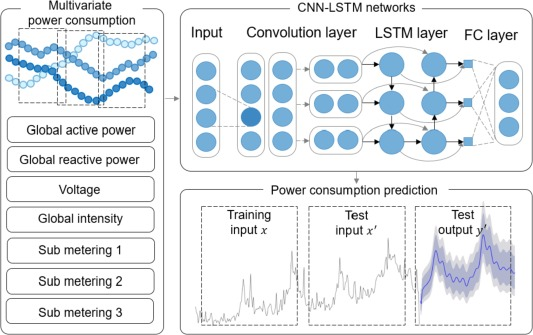 Multivariate
power consumption
Global active power
Global reactive power
Voltage
Global intensity
Sub metering 1
Sub metering 2
Sub metering 3
CNN-LSTM networks
Input
Convolution layer
LSTM layer
FC layer
Power consumption prediction
Training
input x
Test
input x'
Test
output y'